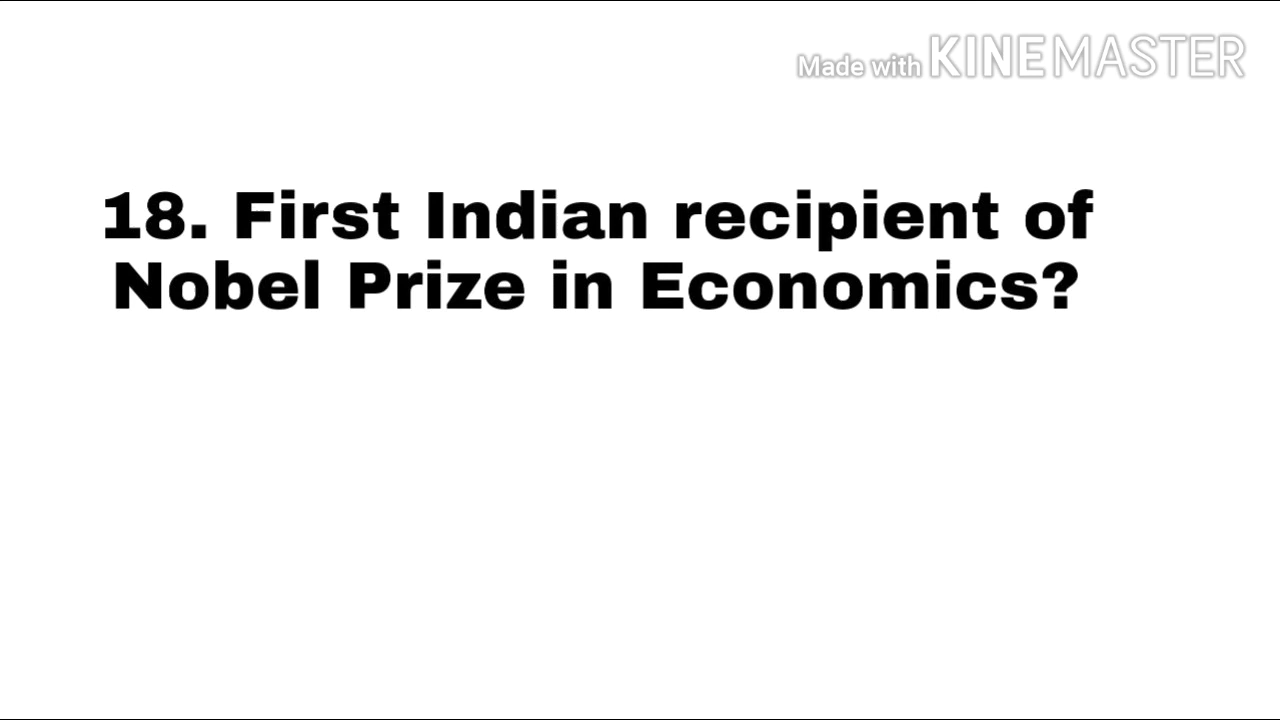 Made with KINEMASTER
18. First Indian recipient of
Nobel Prize in Economics?